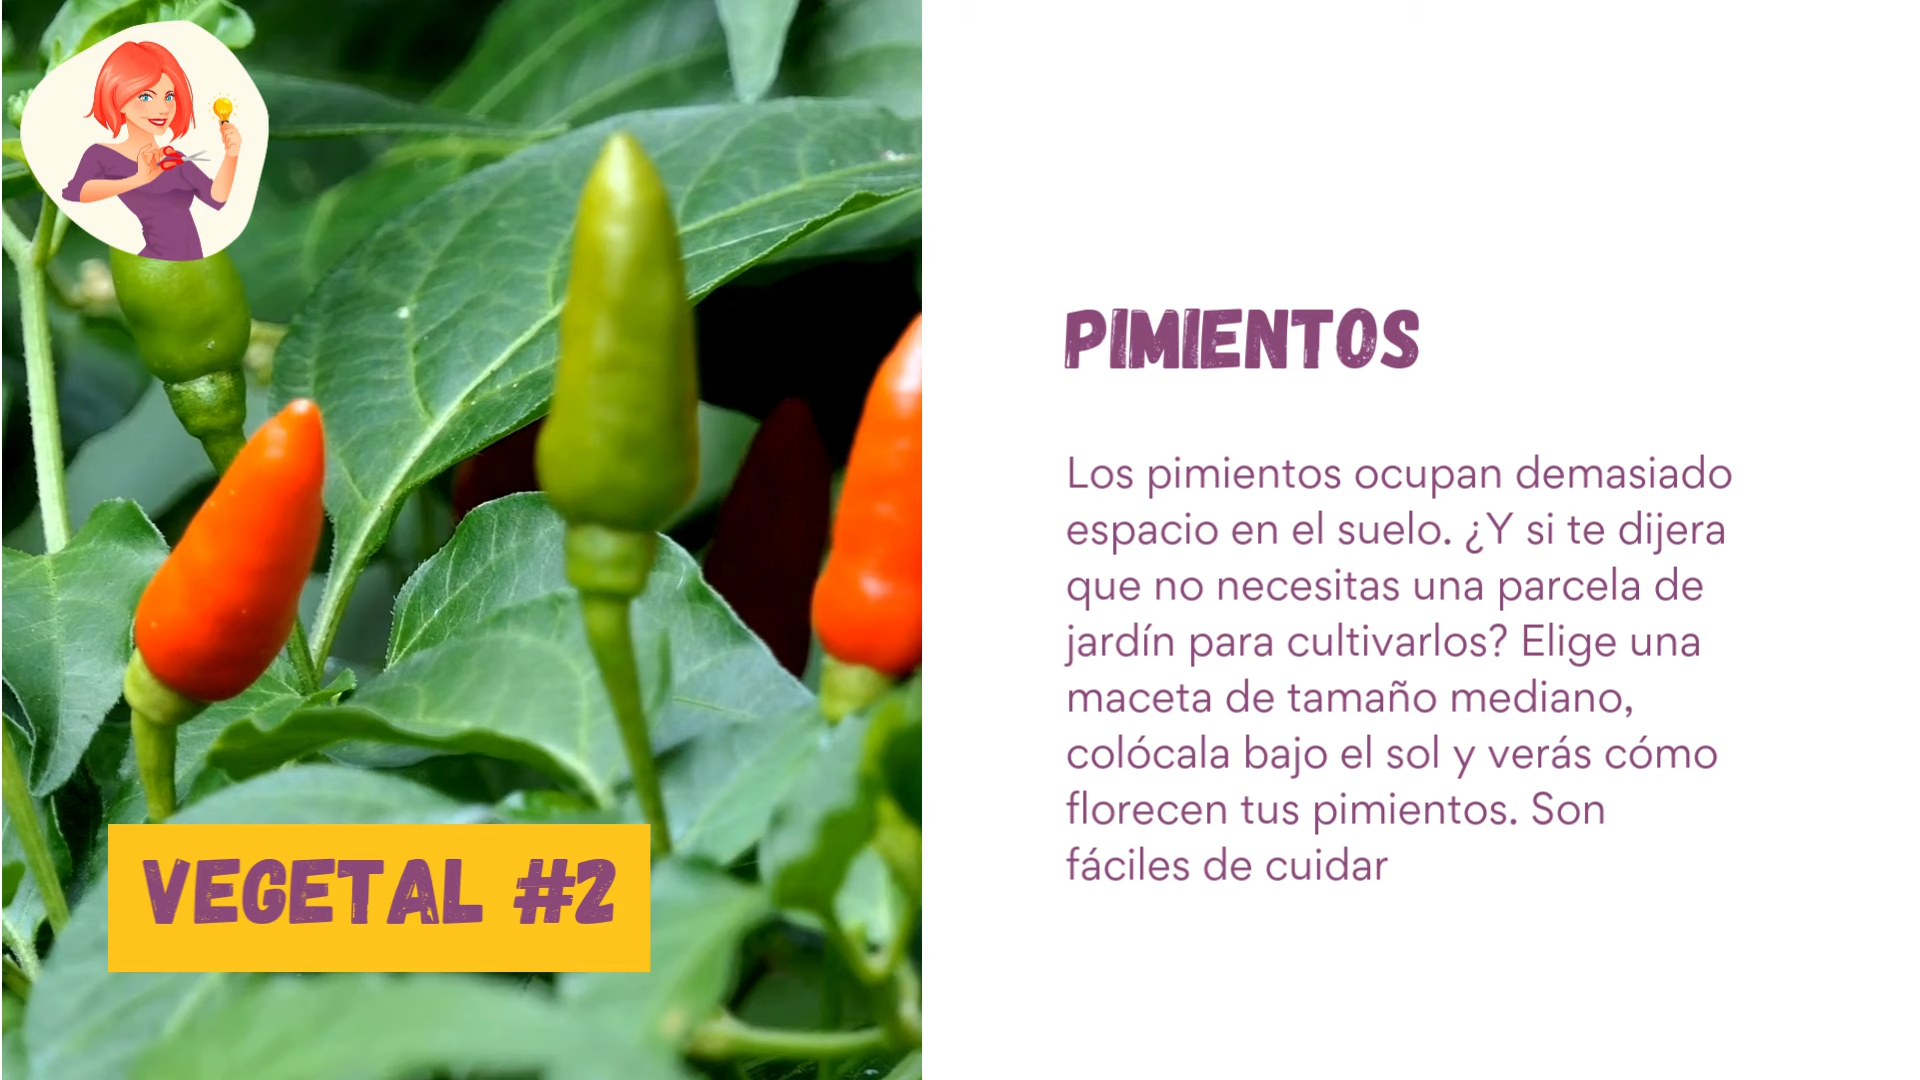 VEGETAL #2
PIMIENTOS
Los pimientos ocupan demasiado
espacio en el suelo. ¿Y si te dijera
que no necesitas una parcela de
jardín para cultivarlos? Elige una
maceta de tamaño mediano,
colócala bajo el sol y verás cómo
florecen tus pimientos. Son
fáciles de cuidar